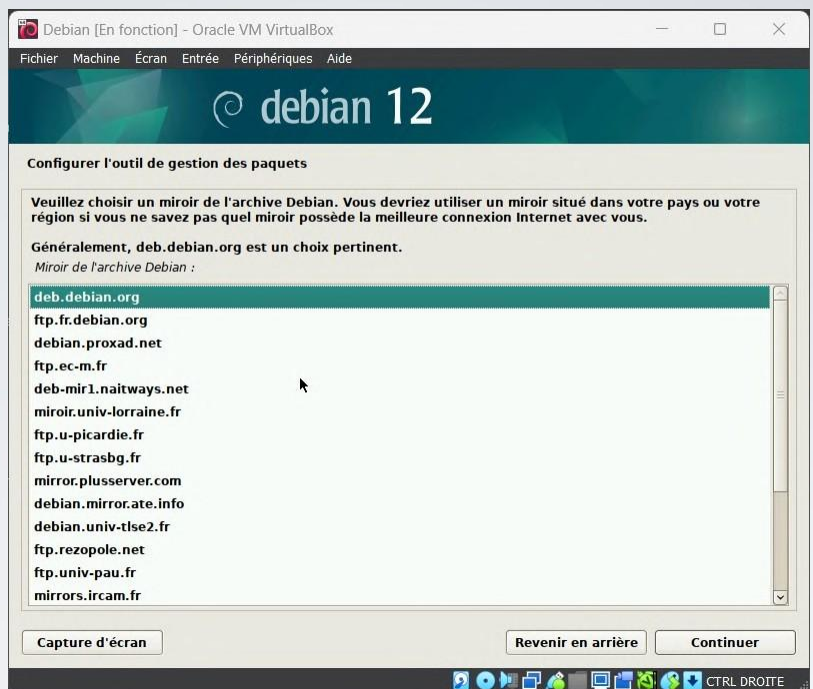 Debian [En fonction] - Oracle VM VirtualBox
Fichier Machine Écran Entrée Périphériques Aide
debian 12
Configurer l'outil de gestion des paquets
Veuillez choisir un miroir de l'archive Debian. Vous devriez utiliser un miroir situé dans votre pays ou votre
région si vous ne savez pas quel miroir possède la meilleure connexion Internet avec vous.
Généralement, deb.debian.org est un choix pertinent.
Miroir de l'archive Debian :
deb.debian.org
ftp.fr.debian.org
debian.proxad.net
ftp.ec-m.fr
deb-mir1.naitways.net
miroir.univ-lorraine.fr
ftp.u-picardie.fr
ftp.u-strasbg.fr
mirror.plusserver.com
debian.mirror.ate.info
debian.univ-tlse2.fr
ftp.rezopole.net
ftp.univ-pau.fr
mirrors.ircam.fr
Capture d'écran Revenir en arrière Continuer
CTRL DROITE